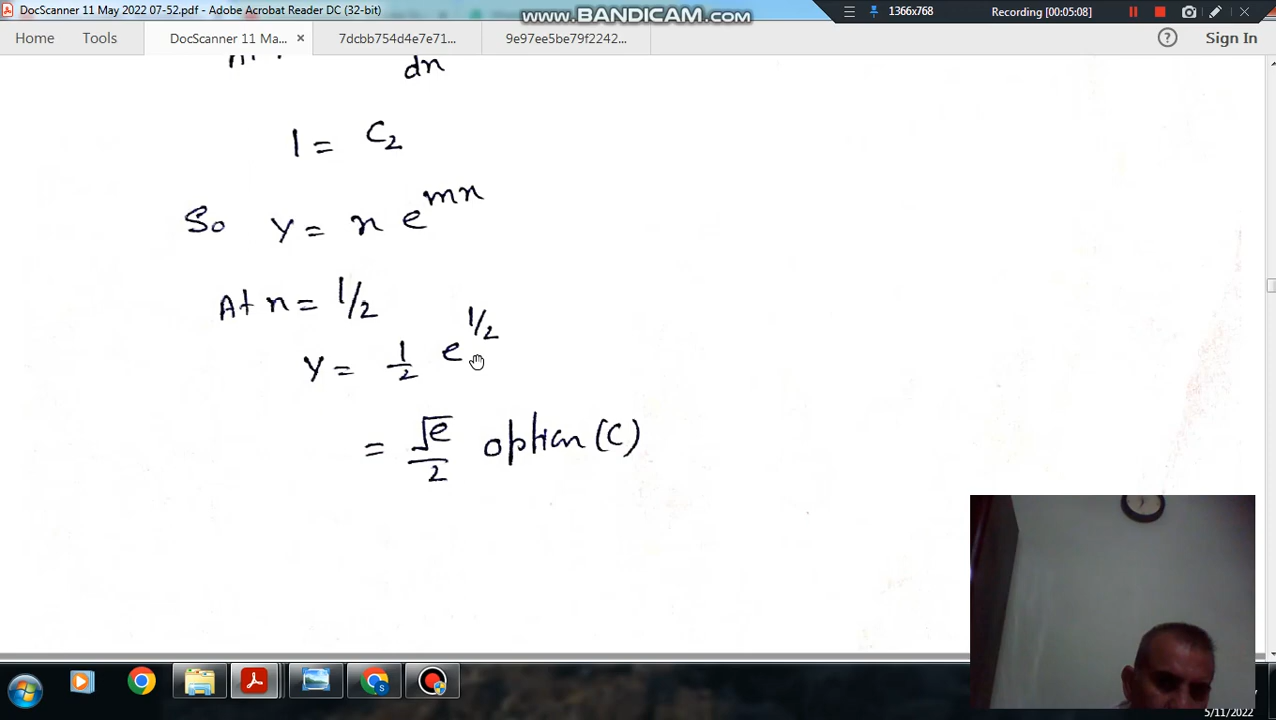 DocScanner 11 May 2022 07-52.pdf - Adobe Acrobat Reader DC (32-bit)
www.BANDICAM.com
1366x768
Recording [00:05:08]
Home
Tools
DocScanner 11 Ma...
7dcbb754d4e7e71...
9e97ee5be79f2242...
Sign In
dn
1 = C₂
So y = n e^mn
At n = 1/2
y = 1/2 e^1/2
= √e/2 option (C)
5/11/2022